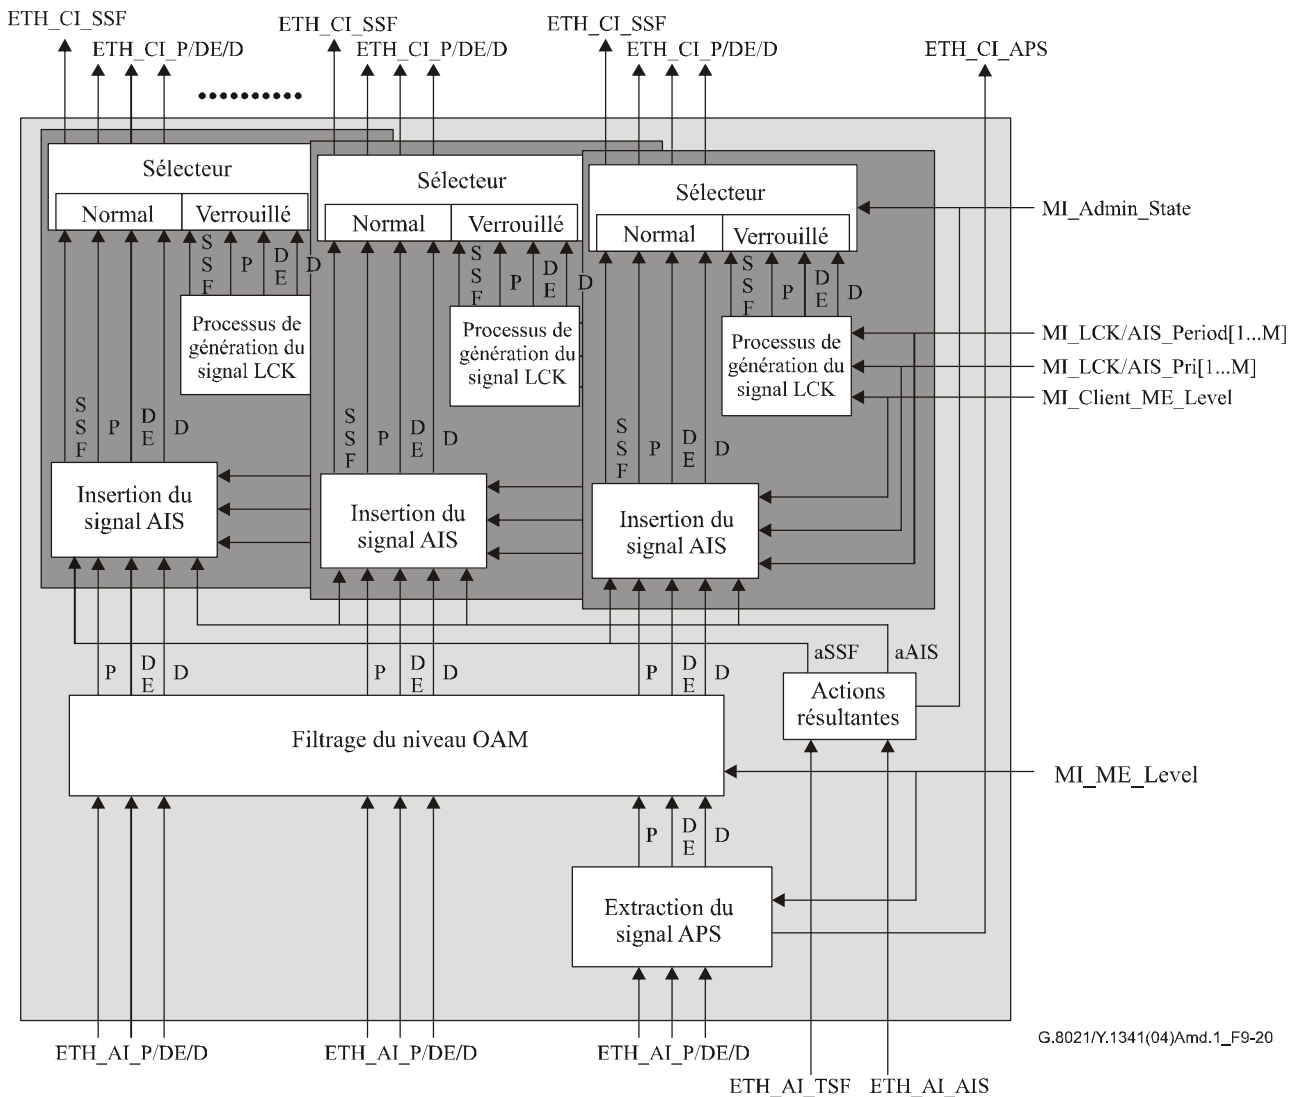 ETH_CI_SSF
ETH_CI_P/DE/D
ETH_CI_SSF
ETH_CI_P/DE/D
ETH_CI_SSF
ETH_CI_P/DE/D
ETH_CI_APS
Sélecteur
Normal
Verrouillé
SSF
P
DE
D
Processus de
génération du
signal LCK
SSF
P
DE
D
Insertion du
signal AIS
Sélecteur
Normal
Verrouillé
SSF
P
DE
D
Processus de
génération du
signal LCK
SSF
P
DE
D
Insertion du
signal AIS
Sélecteur
Normal
Verrouillé
SSF
P
DE
D
Processus de
génération du
signal LCK
SSF
P
DE
D
Insertion du
signal AIS
MI_Admin_State
MI_LCK/AIS_Period[1...M]
MI_LCK/AIS_Pri[1...M]
MI_Client_ME_Level
P
DE
D
P
DE
D
P
DE
D
aSSF
aAIS
Actions
résultantes
Filtrage du niveau OAM
MI_ME_Level
P
DE
D
Extraction du
signal APS
ETH_AI_P/DE/D
ETH_AI_P/DE/D
ETH_AI_P/DE/D
G.8021/Y.1341(04)Amd.1_F9-20
ETH_AI_TSF
ETH_AI_AIS